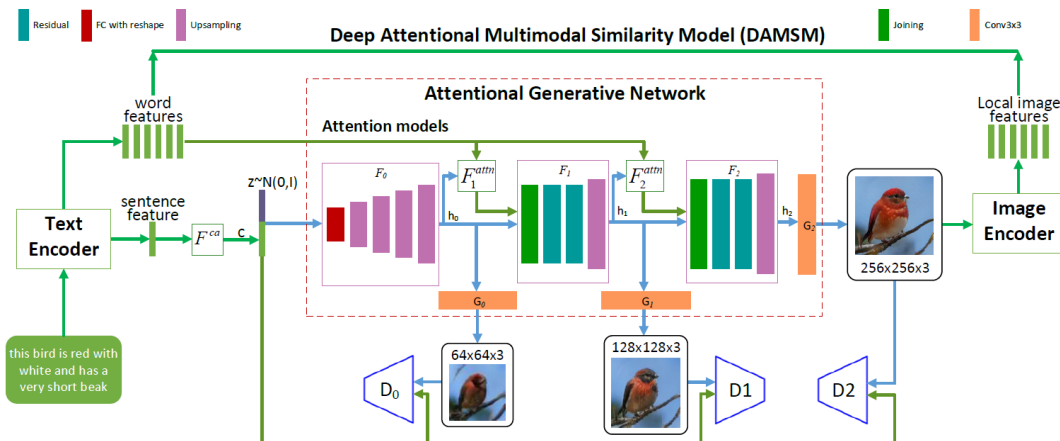 Residual
FC with reshape
Upsampling
Joining
Conv3x3
Deep Attentional Multimodal Similarity Model (DAMSM)
Attentional Generative Network
word
features
Local image
features
Attention models
z~N(0,I)
F₀
F₁^attn
F₁
F₂^attn
F₂
sentence
feature
Text
Encoder
F^ca
c
h₀
h₁
h₂
G₂
Image
Encoder
256x256x3
G₀
G₁
this bird is red with
white and has a
very short beak
64x64x3
128x128x3
D₀
D1
D2